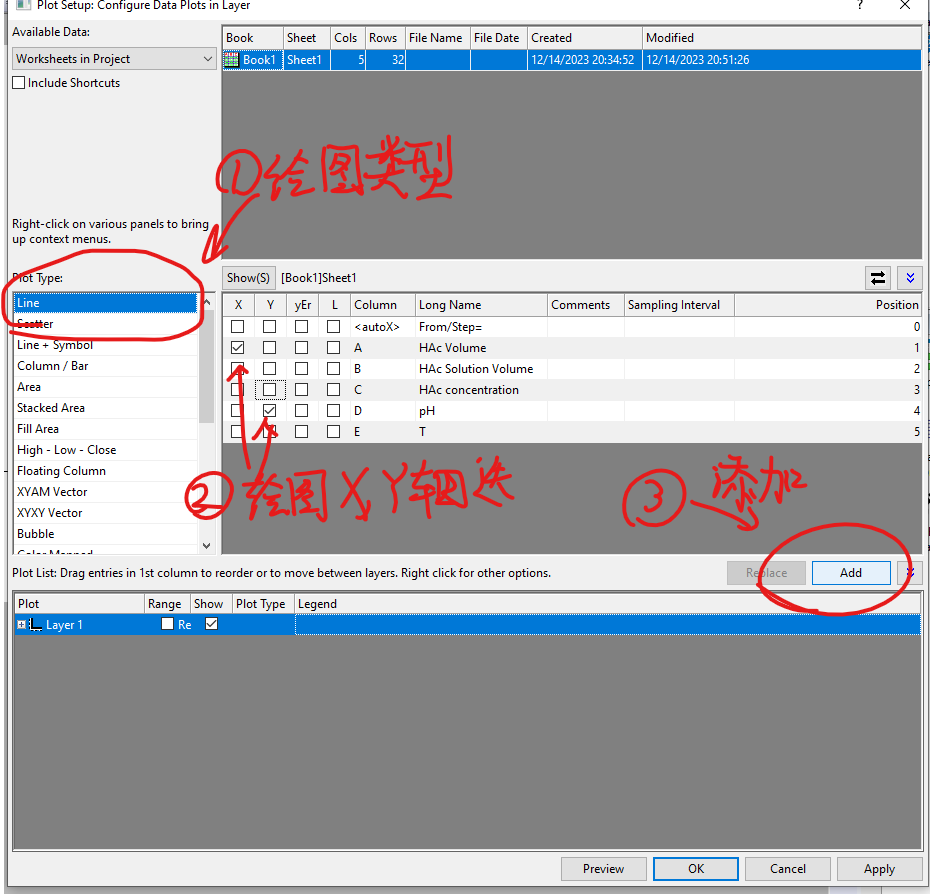 Plot Setup: Configure Data Plots in Layer ? ×
Available Data:
Worksheets in Project
Include Shortcuts
Right-click on various panels to bring
up context menus.
Book Sheet Cols Rows File Name File Date Created Modified
Book1 Sheet1 5 32 12/14/2023 20:34:52 12/14/2023 20:51:26
①绘图类型
Plot Type:
Line
Scatter
Line + Symbol
Column / Bar
Area
Stacked Area
Fill Area
High - Low - Close
Floating Column
XYAM Vector
XYXY Vector
Bubble
Color Mapped
Show(S) [Book1]Sheet1
X Y yEr L Column Long Name Comments Sampling Interval Position
<autoX> From/Step= 0
A HAc Volume 1
B HAc Solution Volume 2
C HAc concentration 3
D pH 4
E T 5
②绘图X,Y轴
③添加
Plot List: Drag entries in 1st column to reorder or to move between layers. Right click for other options.
Replace Add
Plot Range Show Plot Type Legend
Layer 1 Re
Preview OK Cancel Apply